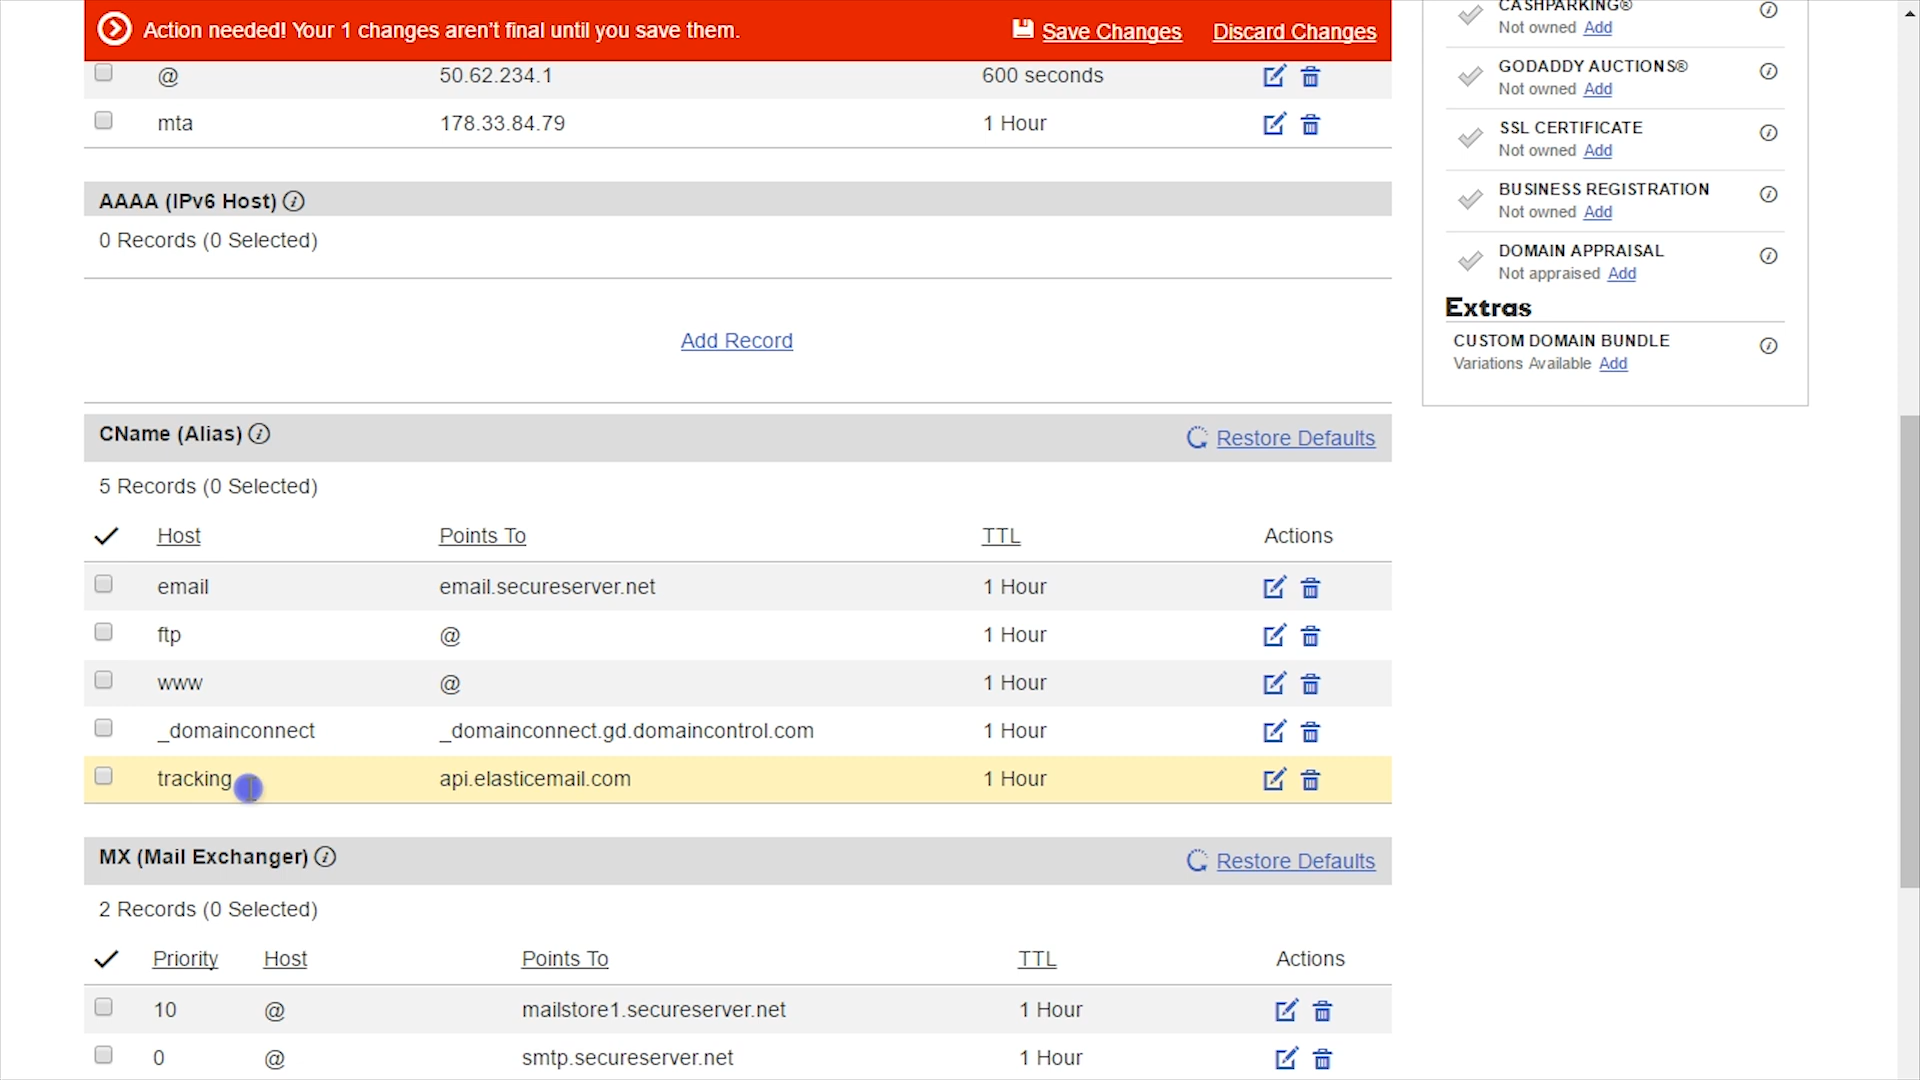 Action needed! Your 1 changes aren't final until you save them. Save Changes Discard Changes
@ 50.62.234.1 600 seconds
mta 178.33.84.79 1 Hour
AAAA (IPv6 Host)
0 Records (0 Selected)
Add Record
CName (Alias) Restore Defaults
5 Records (0 Selected)
Host Points To TTL Actions
email email.secureserver.net 1 Hour
ftp @ 1 Hour
www @ 1 Hour
_domainconnect _domainconnect.gd.domaincontrol.com 1 Hour
tracking api.elasticemail.com 1 Hour
MX (Mail Exchanger) Restore Defaults
2 Records (0 Selected)
Priority Host Points To TTL Actions
10 @ mailstore1.secureserver.net 1 Hour
0 @ smtp.secureserver.net 1 Hour
CASHPARKING®
Not owned Add
GODADDY AUCTIONS®
Not owned Add
SSL CERTIFICATE
Not owned Add
BUSINESS REGISTRATION
Not owned Add
DOMAIN APPRAISAL
Not appraised Add
Extras
CUSTOM DOMAIN BUNDLE
Variations Available Add